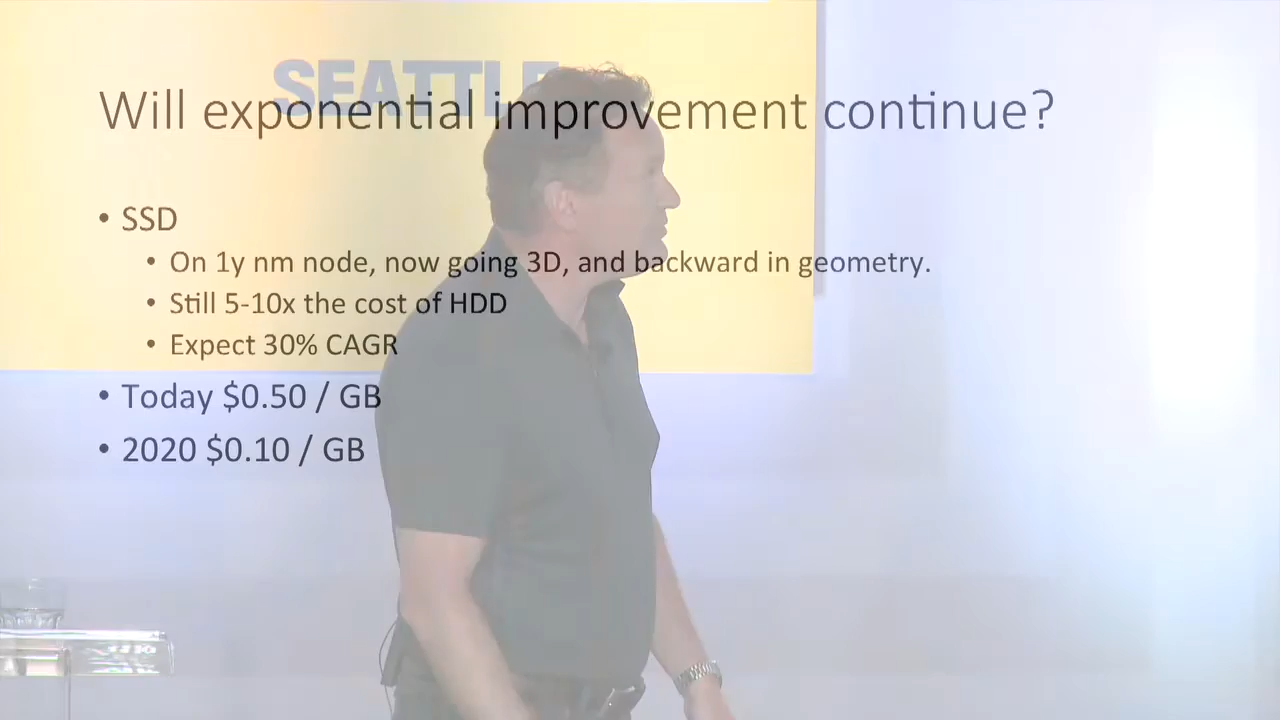 SEATTLE
Will exponential improvement continue?
• SSD
• On 1y nm node, now going 3D, and backward in geometry.
• Still 5-10x the cost of HDD
• Expect 30% CAGR
• Today $0.50 / GB
• 2020 $0.10 / GB